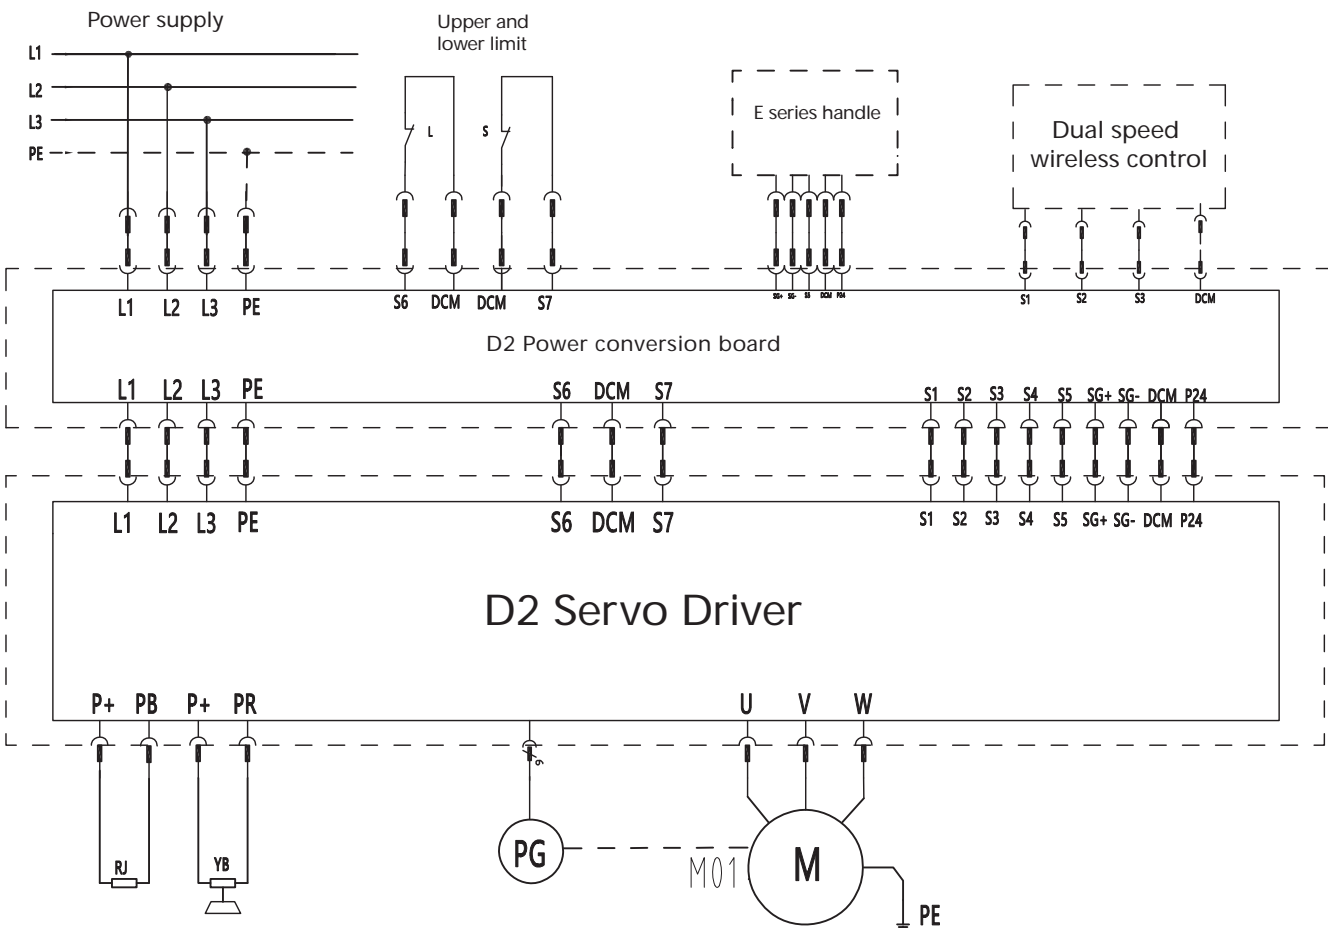 Power supply
Upper and
lower limit
L1
L2
L3
PE
L
S
E series handle
Dual speed
wireless control
L1 L2 L3 PE
S6 DCM DCM S7
SG+ SG- S5 DCM P24
S1 S2 S3 DCM
D2 Power conversion board
L1 L2 L3 PE
S6 DCM S7
S1 S2 S3 S4 S5 SG+ SG- DCM P24
L1 L2 L3 PE
S6 DCM S7
S1 S2 S3 S4 S5 SG+ SG- DCM P24
D2 Servo Driver
P+ PB P+ PR
U V W
6
RJ
YB
PG
M01
M
PE